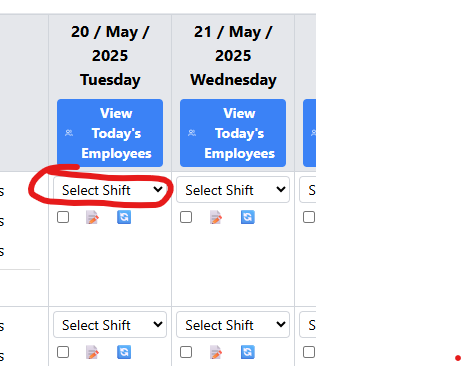 20 / May /
2025
Tuesday
21 / May /
2025
Wednesday
View
Today's
Employees
View
Today's
Employees
s
Select Shift
Select Shift
S
s
s
s
Select Shift
Select Shift
S
s